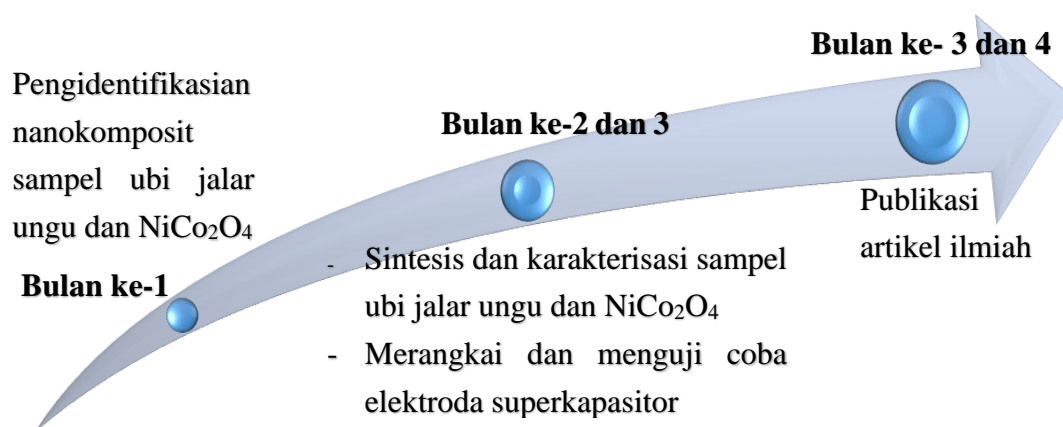 Pengidentifikasian
nanokomposit
sampel ubi jalar
ungu dan NiCo₂O₄
Bulan ke-1
Bulan ke-2 dan 3
- Sintesis dan karakterisasi sampel
ubi jalar ungu dan NiCo₂O₄
- Merangkai dan menguji coba
elektroda superkapasitor
Bulan ke- 3 dan 4
Publikasi
artikel ilmiah